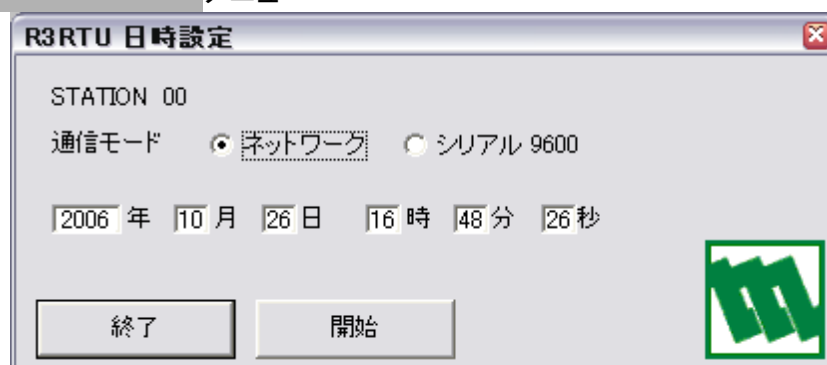 R3RTU 日時設定
STATION 00
通信モード ネットワーク シリアル 9600
2006 年 10 月 26 日 16 時 48 分 26 秒
終了 開始